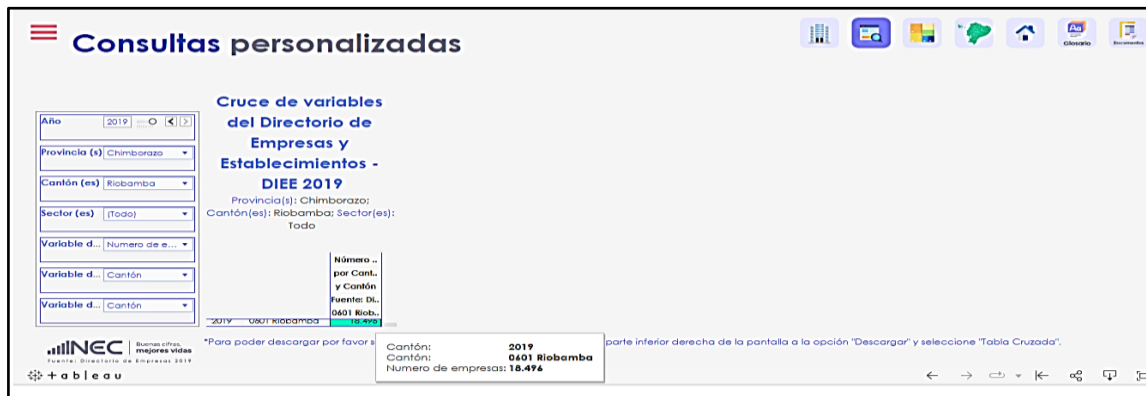 Consultas personalizadas
Glosario
Documentos
Año 2019
Provincia (s) Chimborazo
Cantón (es) Riobamba
Sector (es) (Todo)
Variable d... Numero de e...
Variable d... Cantón
Variable d... Cantón
Cruce de variables
del Directorio de
Empresas y
Establecimientos -
DIEE 2019
Provincia(s): Chimborazo;
Cantón(es): Riobamba; Sector(es):
Todo
Número ..
por Cant..
y Cantón
Fuente: Di..
0601 Riob..
2019 0601 Riobamba 18.496
INEC Buenas cifras,
mejores vidas
Fuente: Directorio de Empresas 2019
*Para poder descargar por favor s
parte inferior derecha de la pantalla a la opción "Descargar" y seleccione "Tabla Cruzada".
Cantón: 2019
Cantón: 0601 Riobamba
Numero de empresas: 18.496
+ a b l e a u